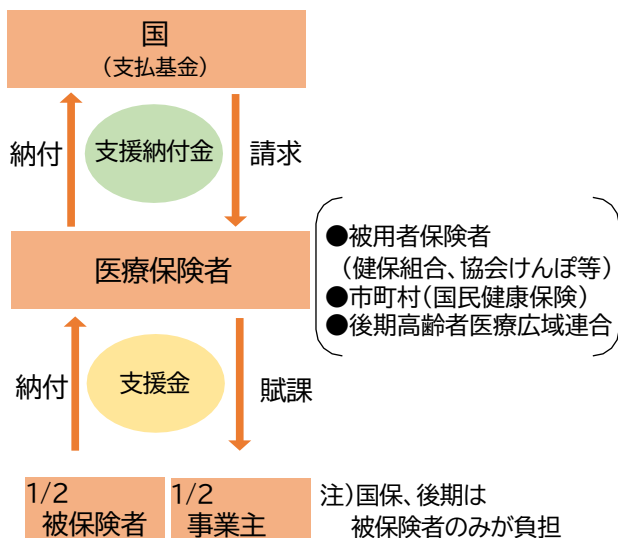 国
（支払基金）
納付
支援納付金
請求
医療保険者
●被用者保険者
（健保組合、協会けんぽ等）
●市町村（国民健康保険）
●後期高齢者医療広域連合
納付
支援金
賦課
1/2
被保険者
1/2
事業主
注）国保、後期は
被保険者のみが負担